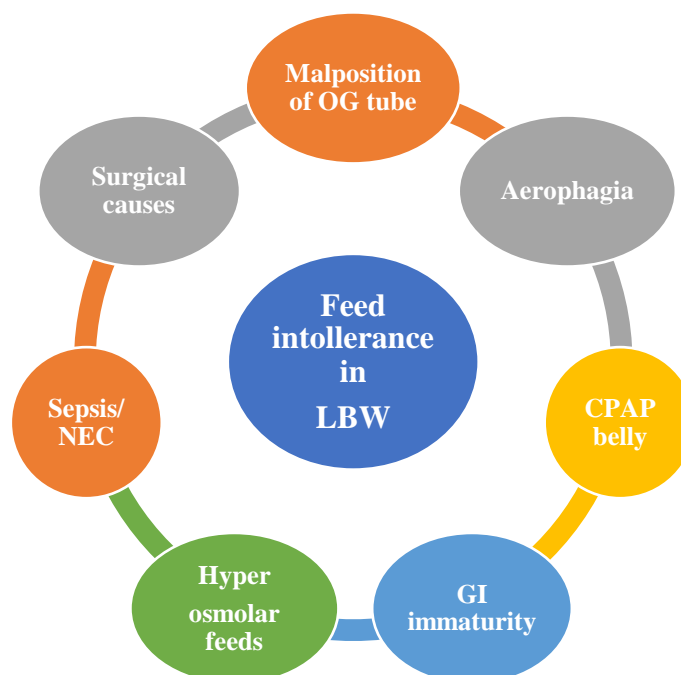 Malposition
of OG tube
Aerophagia
CPAP
belly
GI
immaturity
Hyper
osmolar
feeds
Sepsis/
NEC
Surgical
causes
Feed
intollerance
in
LBW